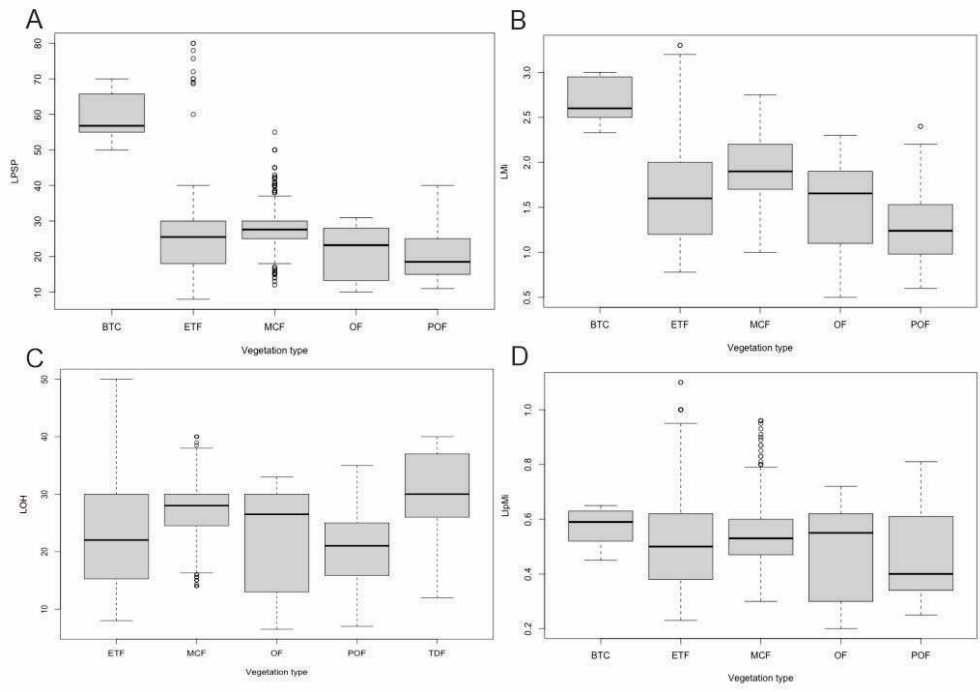 A
LPSP
80
70
60
50
40
30
20
10
BTC ETF MCF OF POF
Vegetation type
B
LMi
3.0
2.5
2.0
1.5
1.0
0.5
BTC ETF MCF OF POF
Vegetation type
C
LOH
50
40
30
20
10
ETF MCF OF POF TDF
Vegetation type
D
LlpMi
1.0
0.8
0.6
0.4
0.2
BTC ETF MCF OF POF
Vegetation type